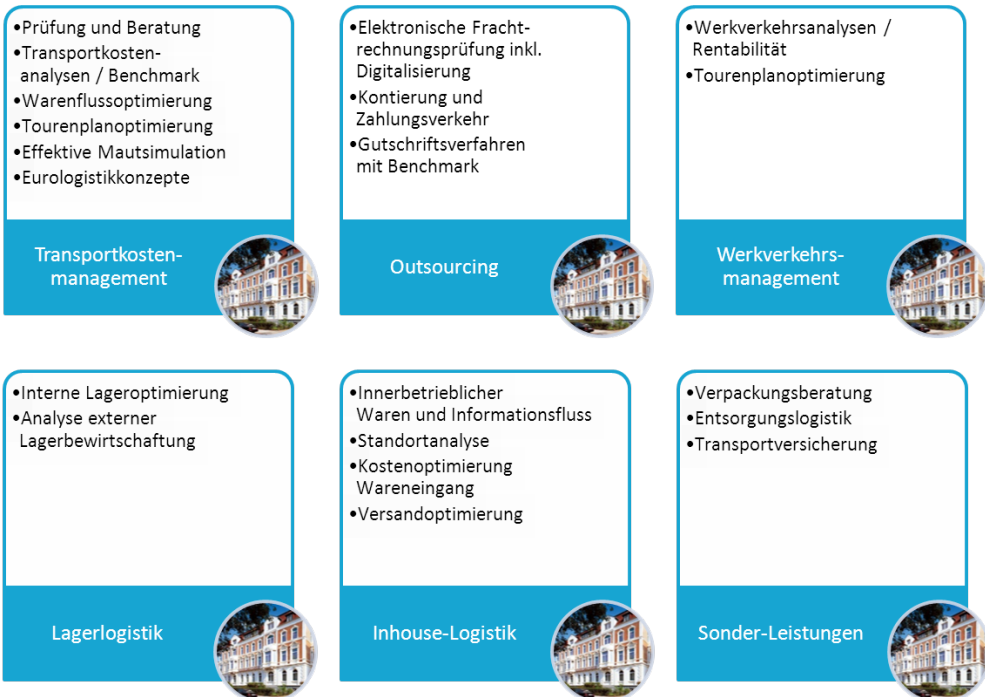 •Prüfung und Beratung
•Transportkosten-
analysen / Benchmark
•Warenflussoptimierung
•Tourenplanoptimierung
•Effektive Mautsimulation
•Eurologistikkonzepte
Transportkosten-
management
•Elektronische Fracht-
rechnungsprüfung inkl.
Digitalisierung
•Kontierung und
Zahlungsverkehr
•Gutschriftsverfahren
mit Benchmark
Outsourcing
•Werkverkehrsanalysen /
Rentabilität
•Tourenplanoptimierung
Werkverkehrs-
management
•Interne Lageroptimierung
•Analyse externer
Lagerbewirtschaftung
Lagerlogistik
•Innerbetrieblicher
Waren und Informationsfluss
•Standortanalyse
•Kostenoptimierung
Wareneingang
•Versandoptimierung
Inhouse-Logistik
•Verpackungsberatung
•Entsorgungslogistik
•Transportversicherung
Sonder-Leistungen